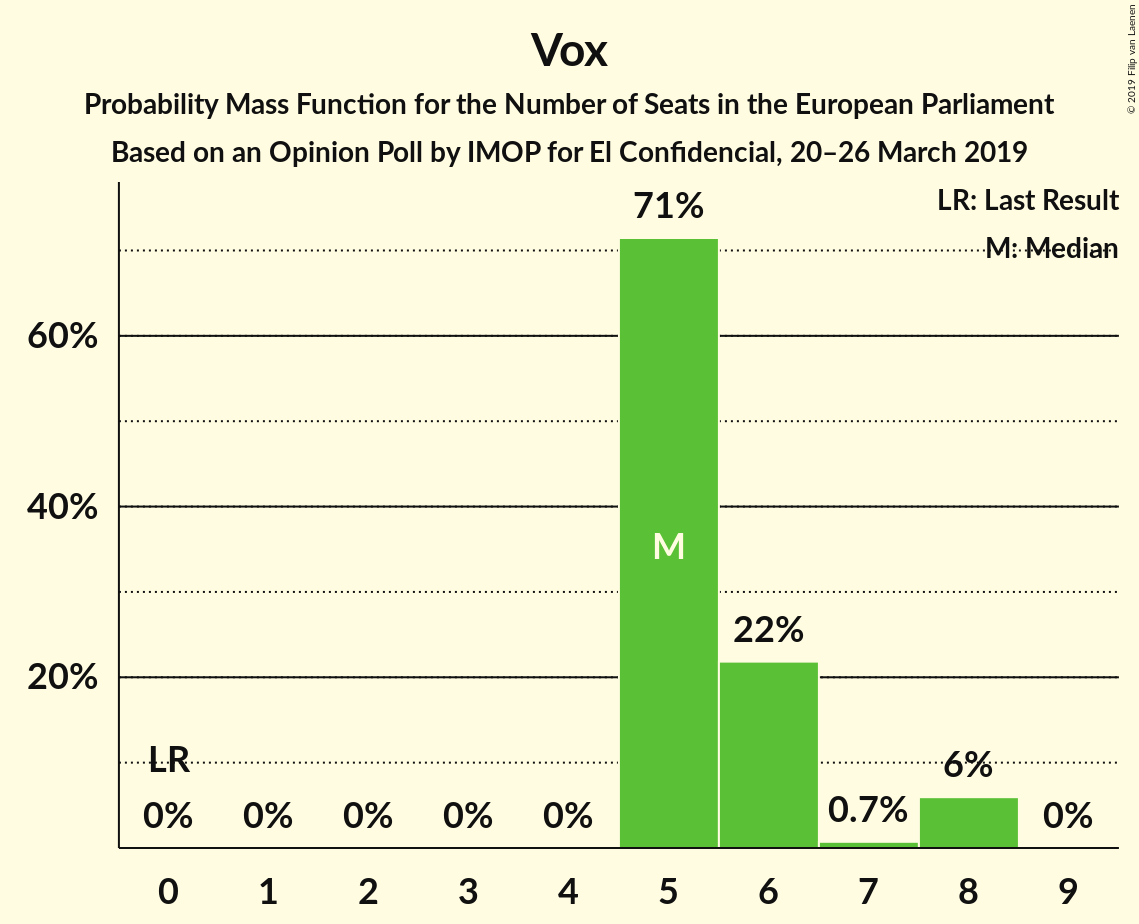 Vox
Probability Mass Function for the Number of Seats in the European Parliament
Based on an Opinion Poll by IMOP for El Confidencial, 20–26 March 2019
© 2019 Filip van Laenen
LR: Last Result
M: Median
71%
60%
40%
M
22%
20%
LR
0%
0%
0%
0%
0%
0.7%
6%
0%
0 1 2 3 4 5 6 7 8 9